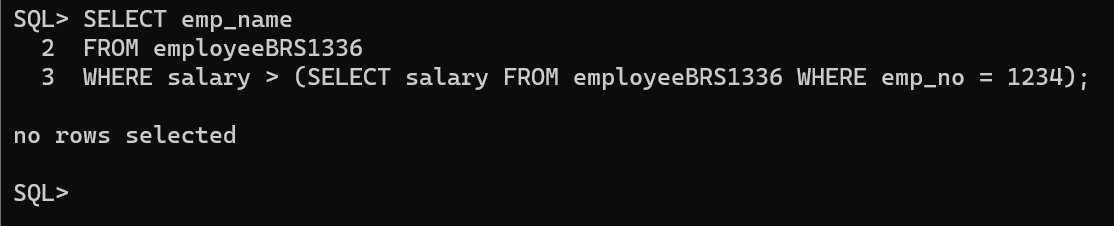 SQL> SELECT emp_name
  2  FROM employeeBRS1336
  3  WHERE salary > (SELECT salary FROM employeeBRS1336 WHERE emp_no = 1234);
no rows selected
SQL>